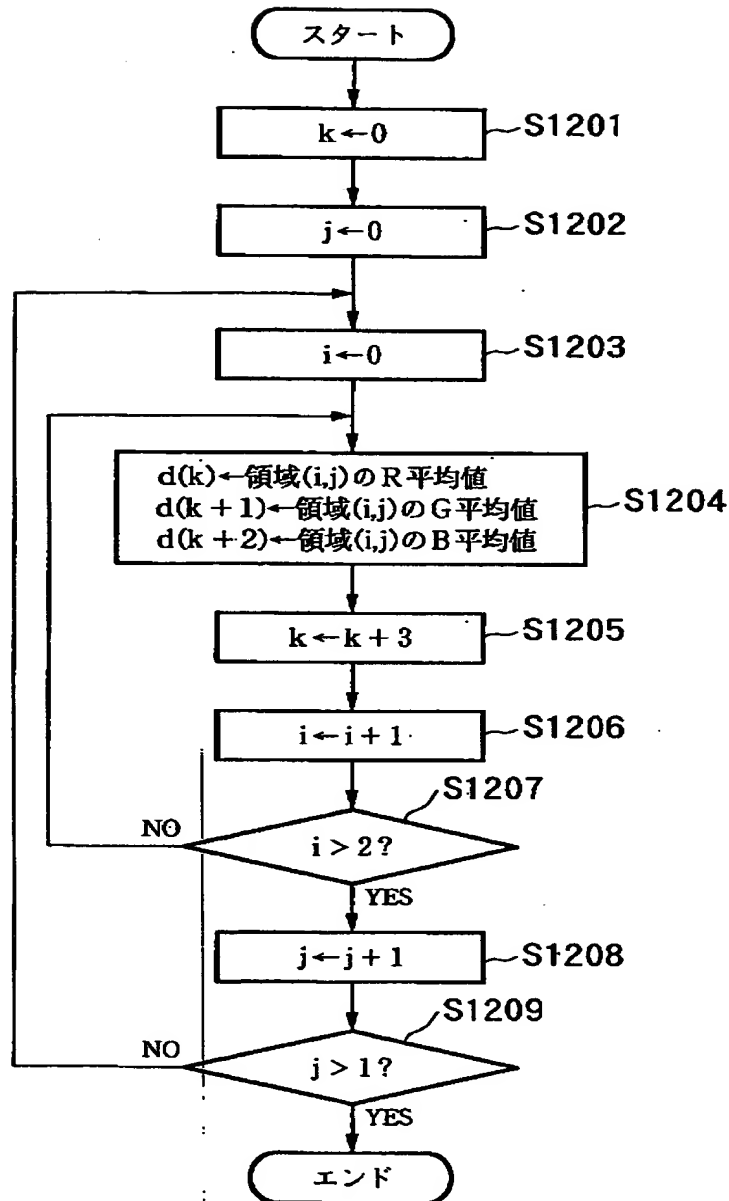 スタート
k←0
S1201
j←0
S1202
i←0
S1203
d(k)←領域(i,j)のR平均値
d(k+1)←領域(i,j)のG平均値
d(k+2)←領域(i,j)のB平均値
S1204
k←k+3
S1205
i←i+1
S1206
S1207
NO
i>2?
YES
j←j+1
S1208
S1209
NO
j>1?
YES
エンド